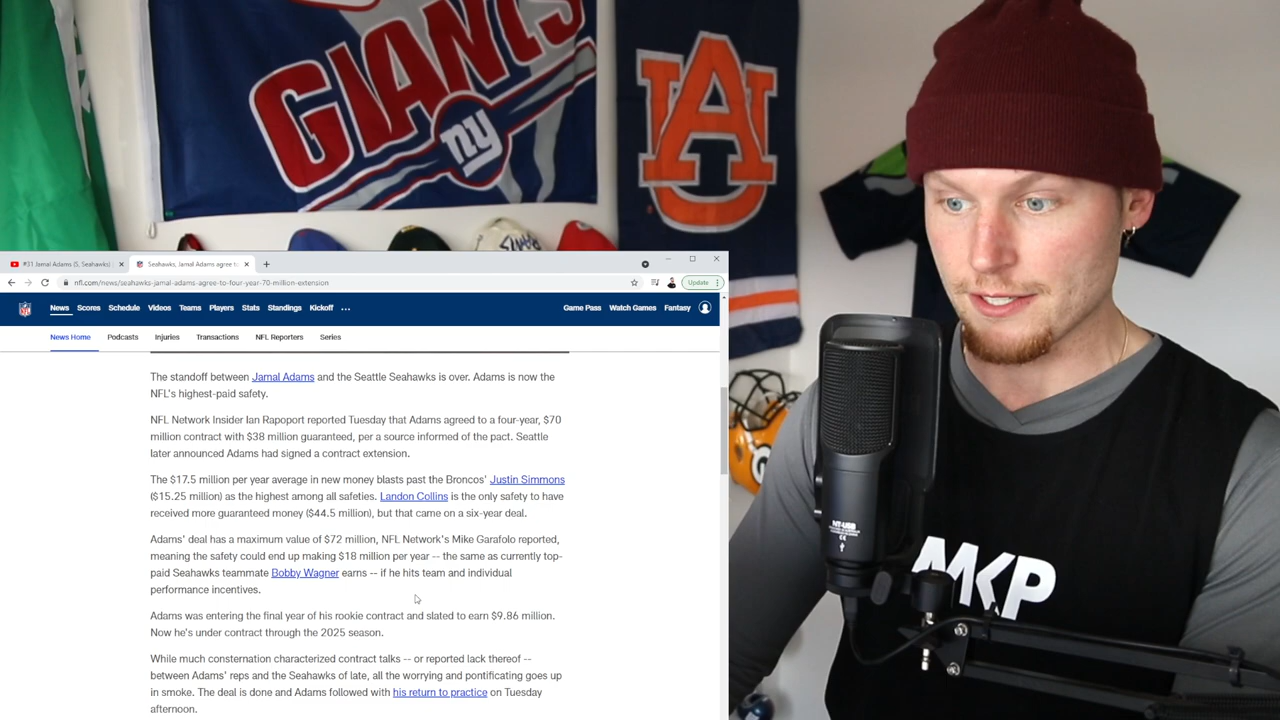 GIANTS
ny
AU
#31 Jamal Adams (S, Seahawks)
Seahawks, Jamal Adams agree to
nfl.com/news/seahawks-jamal-adams-agree-to-four-year-70-million-extension
Update
News Scores Schedule Videos Teams Players Stats Standings Kickoff ...
Game Pass Watch Games Fantasy
News Home Podcasts Injuries Transactions NFL Reporters Series
The standoff between Jamal Adams and the Seattle Seahawks is over. Adams is now the
NFL's highest-paid safety.
NFL Network Insider Ian Rapoport reported Tuesday that Adams agreed to a four-year, $70
million contract with $38 million guaranteed, per a source informed of the pact. Seattle
later announced Adams had signed a contract extension.
The $17.5 million per year average in new money blasts past the Broncos' Justin Simmons
($15.25 million) as the highest among all safeties. Landon Collins is the only safety to have
received more guaranteed money ($44.5 million), but that came on a six-year deal.
Adams' deal has a maximum value of $72 million, NFL Network's Mike Garafolo reported,
meaning the safety could end up making $18 million per year -- the same as currently top-
paid Seahawks teammate Bobby Wagner earns -- if he hits team and individual
performance incentives.
Adams was entering the final year of his rookie contract and slated to earn $9.86 million.
Now he's under contract through the 2025 season.
While much consternation characterized contract talks -- or reported lack thereof --
between Adams' reps and the Seahawks of late, all the worrying and pontificating goes up
in smoke. The deal is done and Adams followed with his return to practice on Tuesday
afternoon.
NT-USB
MKP